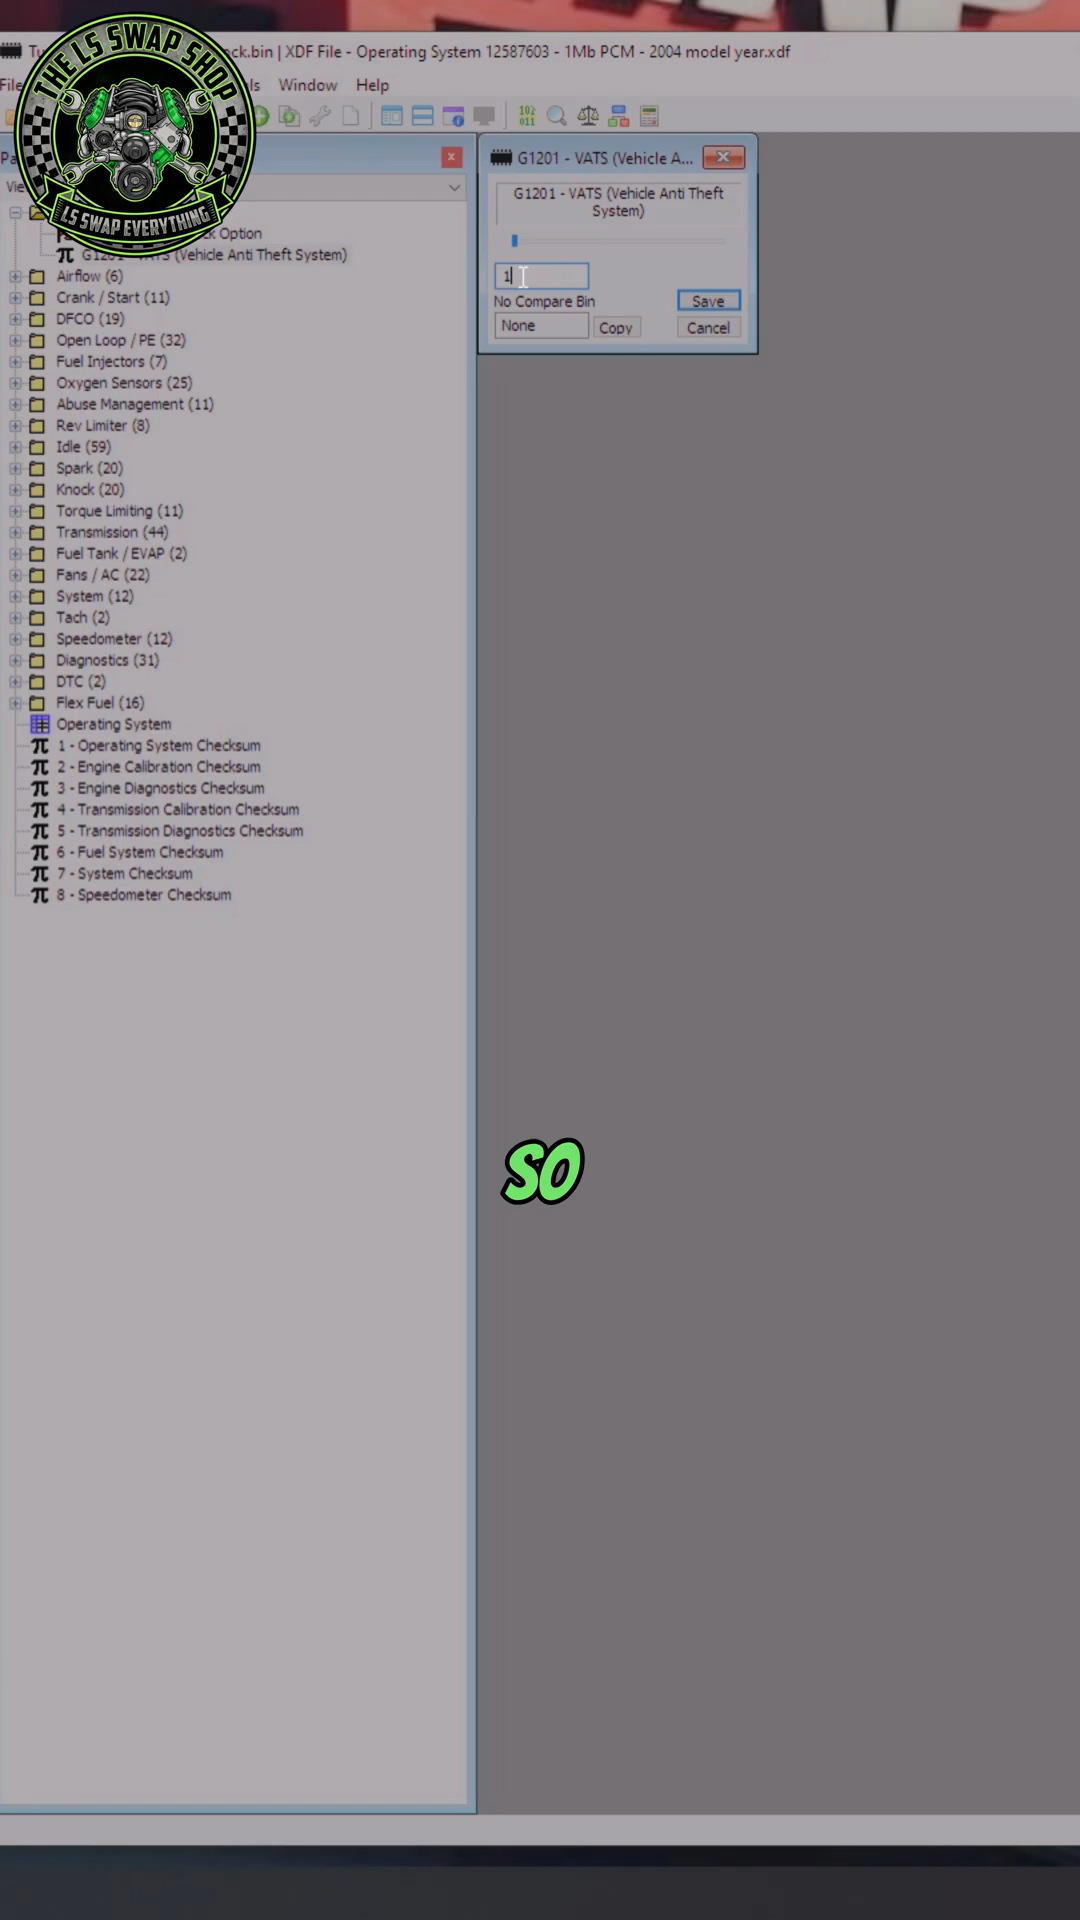 THE LS SWAP SHOP
LS SWAP EVERYTHING
ck.bin | XDF File - Operating System 12587603 - 1Mb PCM - 2004 model year.xdf
File
ls
Window
Help
G1201 - VATS (Vehicle A...
G1201 - VATS (Vehicle Anti Theft
System)
1
No Compare Bin
Save
None
Copy
Cancel
Option
(Vehicle Anti Theft System)
Airflow (6)
Crank / Start (11)
DFCO (19)
Open Loop / PE (32)
Fuel Injectors (7)
Oxygen Sensors (25)
Abuse Management (11)
Rev Limiter (8)
Idle (59)
Spark (20)
Knock (20)
Torque Limiting (11)
Transmission (44)
Fuel Tank / EVAP (2)
Fans / AC (22)
System (12)
Tach (2)
Speedometer (12)
Diagnostics (31)
DTC (2)
Flex Fuel (16)
Operating System
1 - Operating System Checksum
2 - Engine Calibration Checksum
3 - Engine Diagnostics Checksum
4 - Transmission Calibration Checksum
5 - Transmission Diagnostics Checksum
6 - Fuel System Checksum
7 - System Checksum
8 - Speedometer Checksum
SO